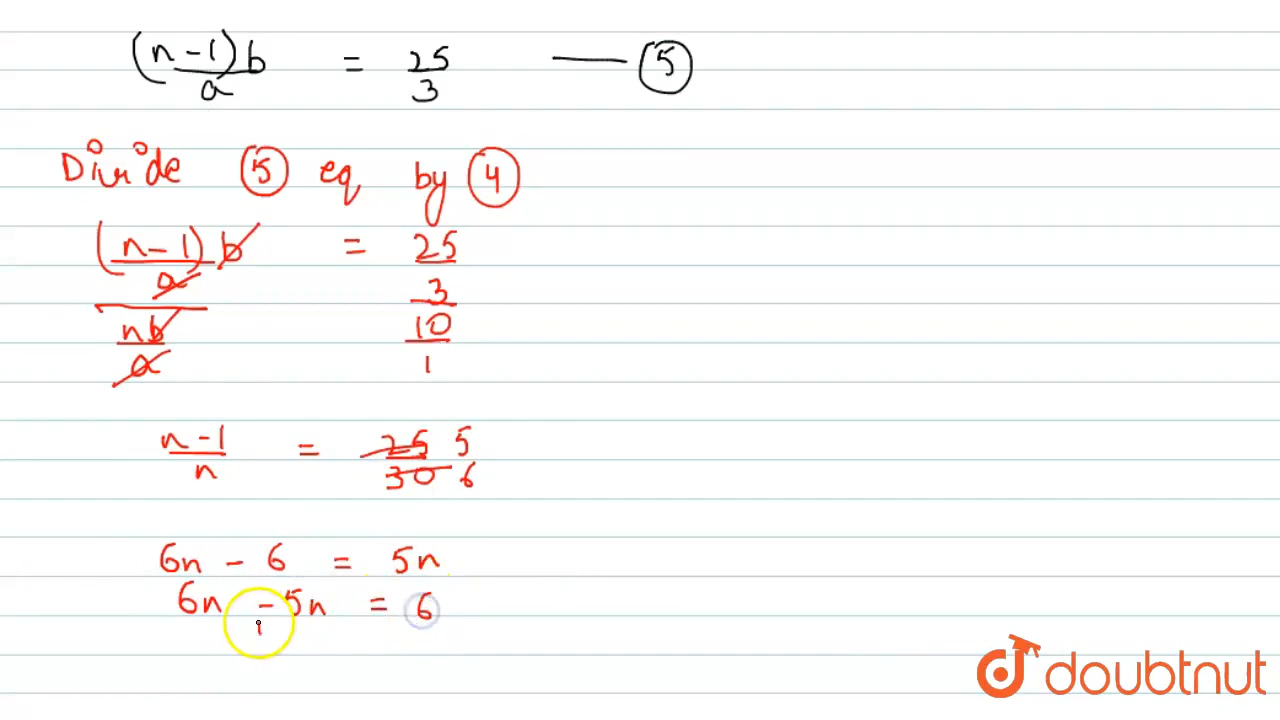 (n-1)b/a = 25/3 — 5
Divide 5 eq by 4
(n-1)b/a / nb/a = 25/3 / 10/1
n-1/n = 25/30 5/6
6n - 6 = 5n
6n - 5n = 6
doubtnut